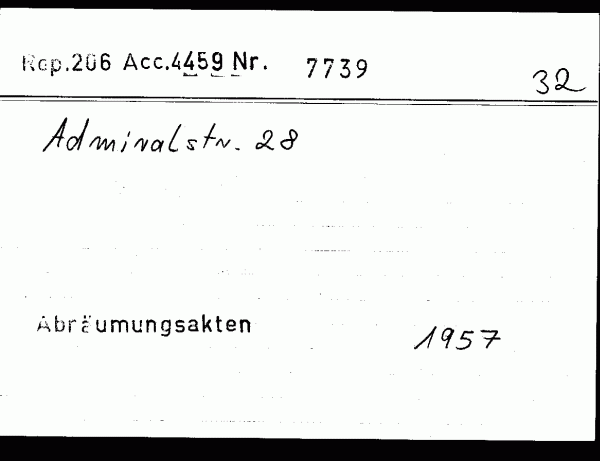 Rep.206 Acc.4459 Nr. 7739 32
Admiralstr. 28
Abräumungsakten 1957